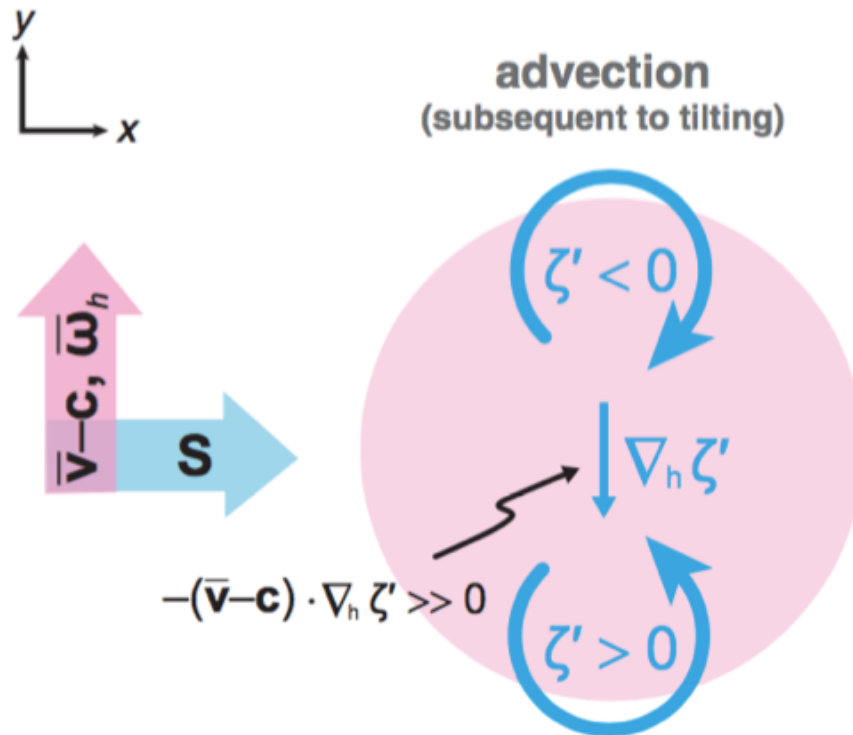 y
x
advection
(subsequent to tilting)
ζ′ < 0
v̅–c, ω̅ₕ
S
∇ₕ ζ′
–(v̅–c) · ∇ₕ ζ′ >> 0
ζ′ > 0